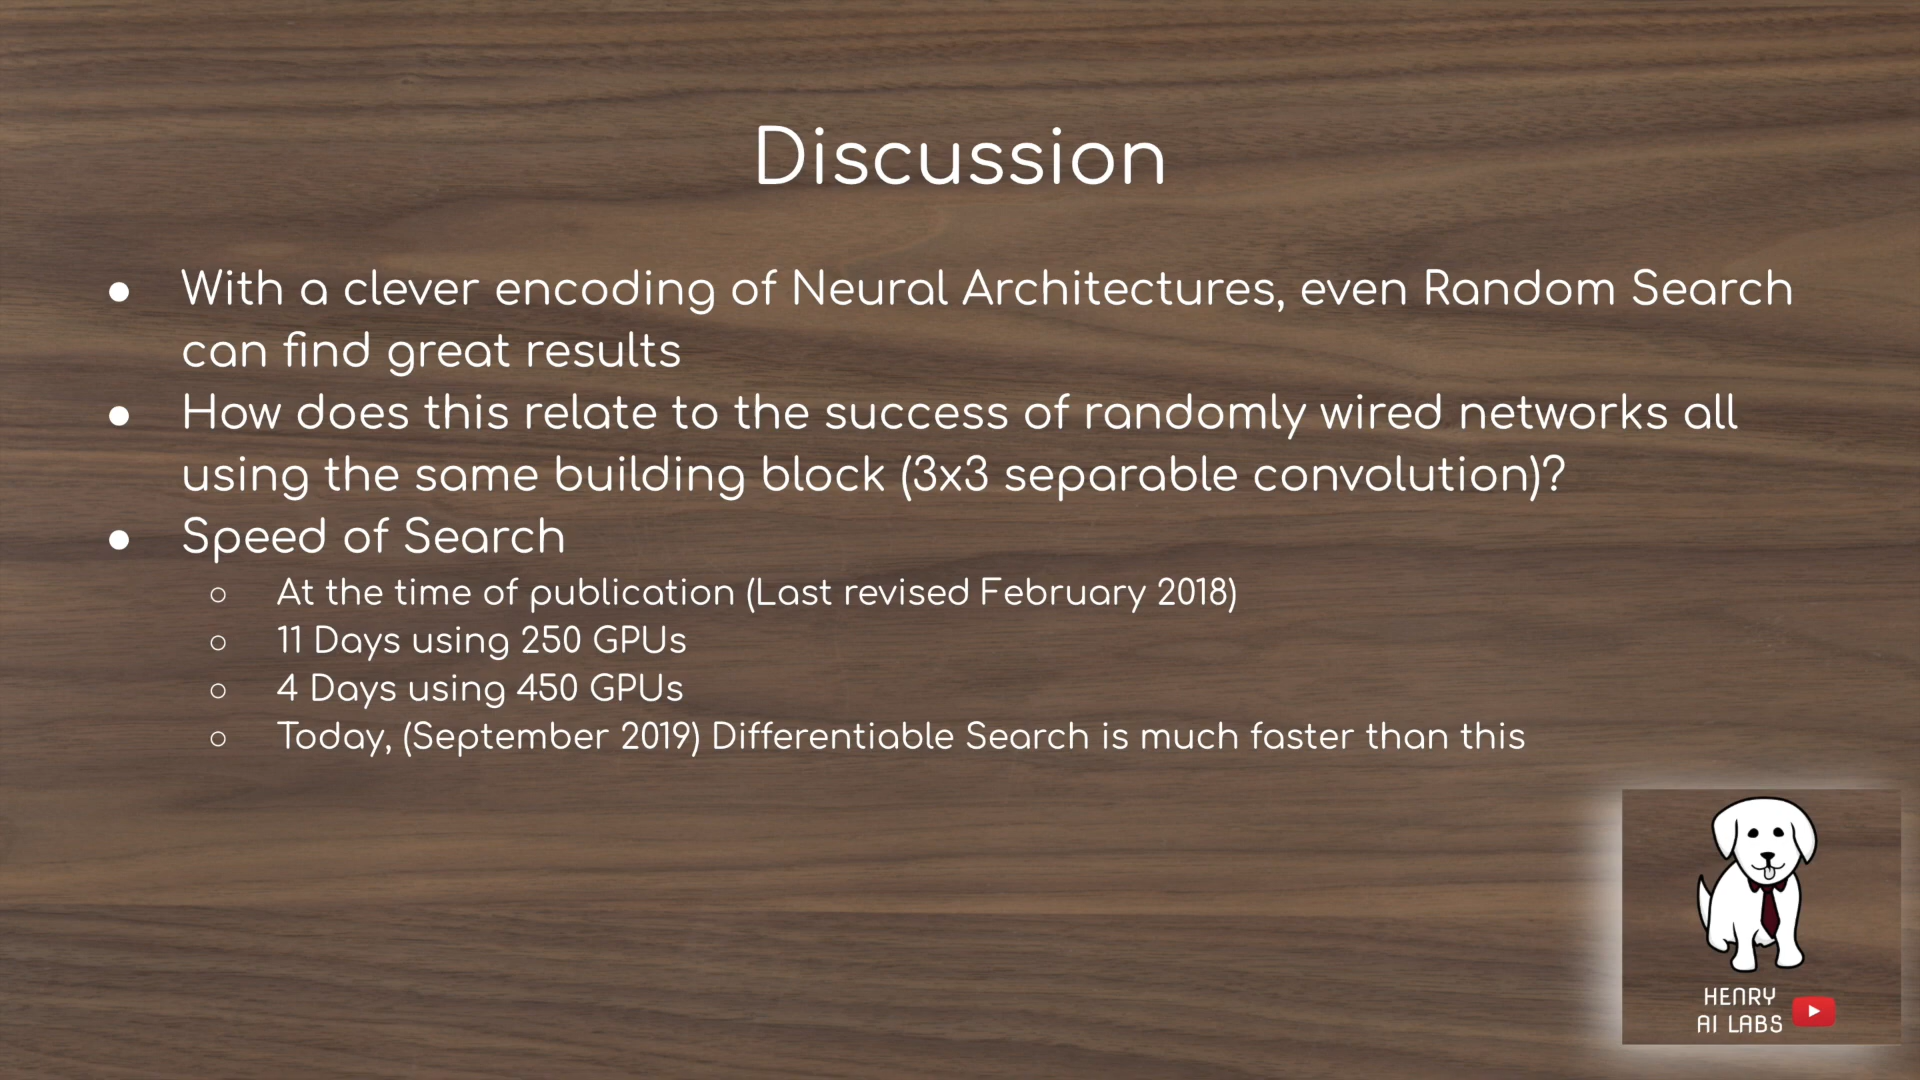 Discussion
● With a clever encoding of Neural Architectures, even Random Search
can find great results
● How does this relate to the success of randomly wired networks all
using the same building block (3x3 separable convolution)?
● Speed of Search
○ At the time of publication (Last revised February 2018)
○ 11 Days using 250 GPUs
○ 4 Days using 450 GPUs
○ Today, (September 2019) Differentiable Search is much faster than this
HENRY
AI LABS